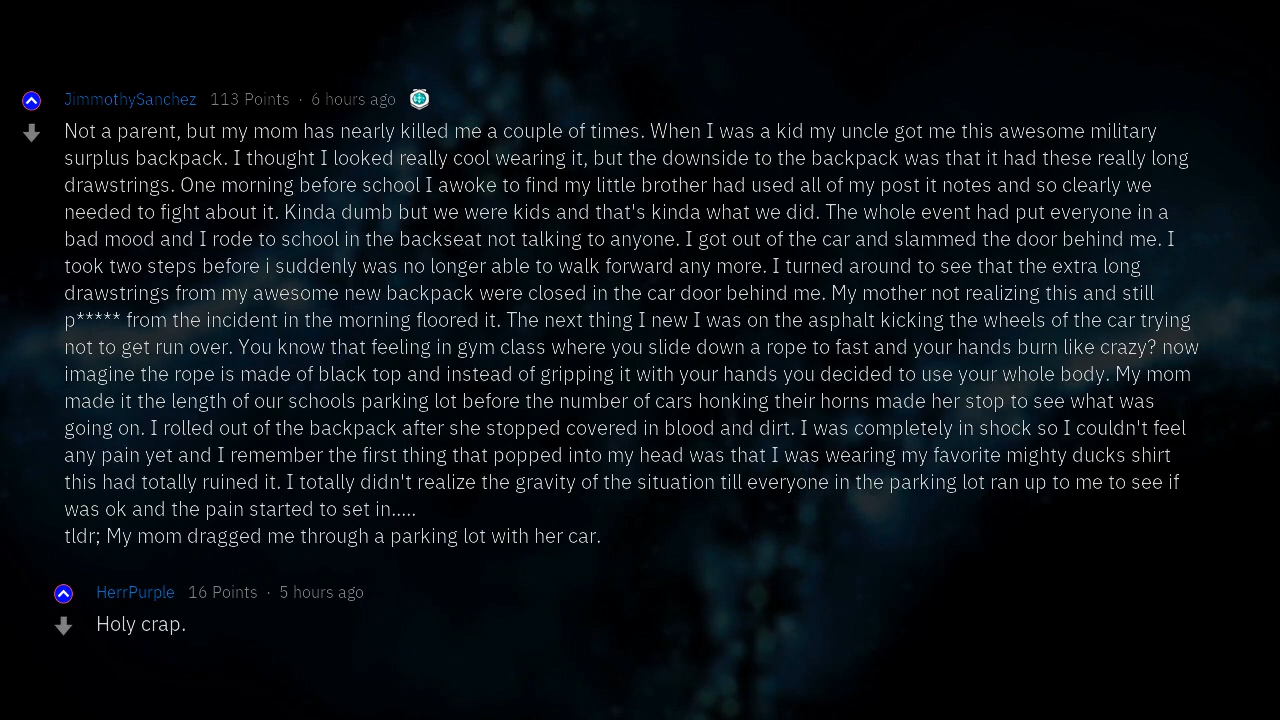 JimmothySanchez 113 Points · 6 hours ago
Not a parent, but my mom has nearly killed me a couple of times. When I was a kid my uncle got me this awesome military
surplus backpack. I thought I looked really cool wearing it, but the downside to the backpack was that it had these really long
drawstrings. One morning before school I awoke to find my little brother had used all of my post it notes and so clearly we
needed to fight about it. Kinda dumb but we were kids and that's kinda what we did. The whole event had put everyone in a
bad mood and I rode to school in the backseat not talking to anyone. I got out of the car and slammed the door behind me. I
took two steps before i suddenly was no longer able to walk forward any more. I turned around to see that the extra long
drawstrings from my awesome new backpack were closed in the car door behind me. My mother not realizing this and still
p***** from the incident in the morning floored it. The next thing I new I was on the asphalt kicking the wheels of the car trying
not to get run over. You know that feeling in gym class where you slide down a rope to fast and your hands burn like crazy? now
imagine the rope is made of black top and instead of gripping it with your hands you decided to use your whole body. My mom
made it the length of our schools parking lot before the number of cars honking their horns made her stop to see what was
going on. I rolled out of the backpack after she stopped covered in blood and dirt. I was completely in shock so I couldn't feel
any pain yet and I remember the first thing that popped into my head was that I was wearing my favorite mighty ducks shirt
this had totally ruined it. I totally didn't realize the gravity of the situation till everyone in the parking lot ran up to me to see if
was ok and the pain started to set in.....
tldr; My mom dragged me through a parking lot with her car.
HerrPurple 16 Points · 5 hours ago
Holy crap.